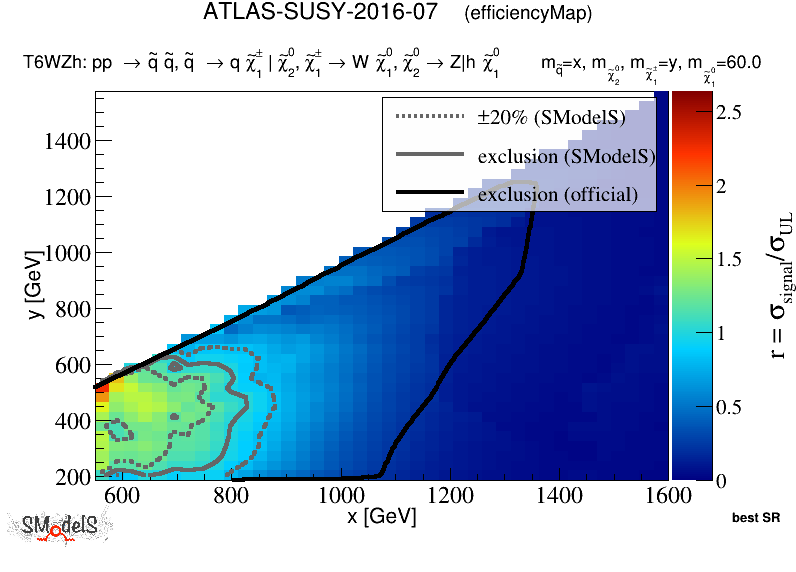 ATLAS-SUSY-2016-07 (efficiencyMap)
T6WZh: pp → q̃ q̃, q̃ → q χ̃₁± | χ̃₂⁰, χ̃₁± → W χ̃₁⁰, χ̃₂⁰ → Z|h χ̃₁⁰ m_q̃=x, m_χ̃₂⁰, m_χ̃₁±=y, m_χ̃₁⁰=60.0
±20% (SModelS)
exclusion (SModelS)
exclusion (official)
y [GeV]
1400
1200
1000
800
600
400
200
600 800 1000 1200 1400 1600
x [GeV]
2.5
2
1.5
1
0.5
0
r = σ_signal/σ_UL
best SR
SModelS